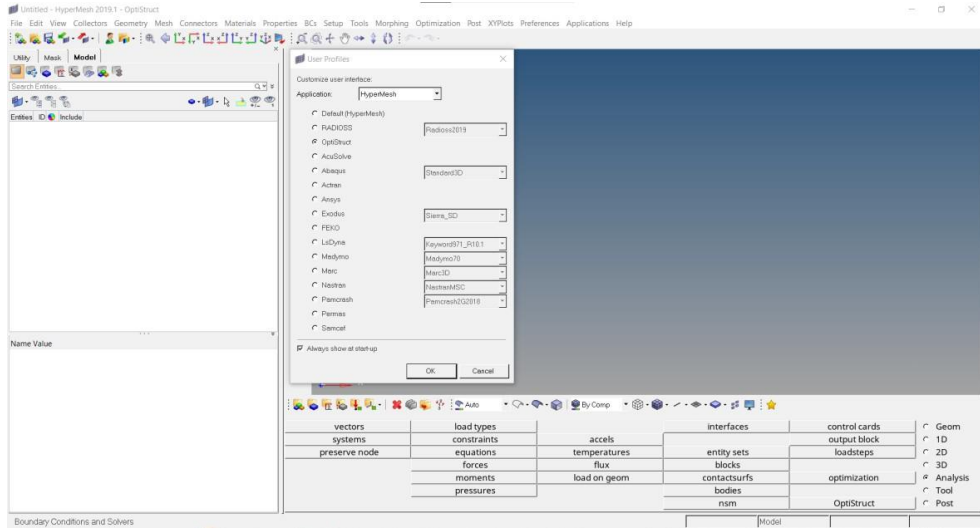 Untitled - HyperMesh 2019.1 - OptiStruct
File Edit View Collectors Geometry Mesh Connectors Materials Properties BCs Setup Tools Morphing Optimization Post XYPlots Preferences Applications Help
Utility Mask Model
Search Entities...
Entities ID Include
Name Value
User Profiles
Customize user interface:
Application: HyperMesh
Default (HyperMesh)
RADIOSS Radioss2019
OptiStruct
AcuSolve
Abaqus Standard3D
Actran
Ansys
Exodus Sierra_SD
FEKO
LsDyna Keyword971_R10.1
Madymo Madymo70
Marc Marc3D
Nastran NastranMSC
Pamcrash Pamcrash2G2018
Permas
Samcef
Always show at start-up
OK Cancel
Auto By Comp
vectors load types interfaces control cards Geom
systems constraints accels output block 1D
preserve node equations temperatures entity sets loadsteps 2D
forces flux blocks 3D
moments load on geom contactsurfs optimization Analysis
pressures bodies Tool
nsm OptiStruct Post
Boundary Conditions and Solvers Model